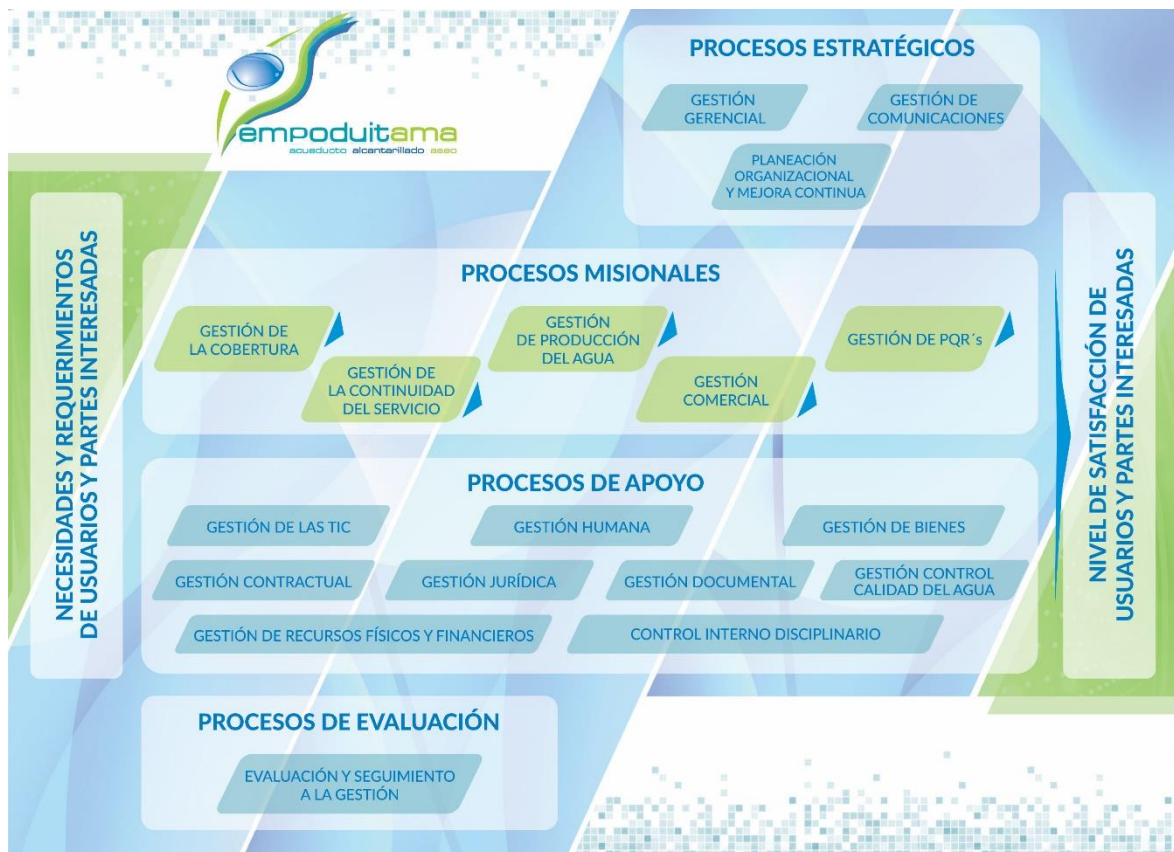 empoduitama
acueducto alcantarillado aseo
PROCESOS ESTRATÉGICOS
GESTIÓN
GERENCIAL
GESTIÓN DE
COMUNICACIONES
PLANEACIÓN
ORGANIZACIONAL
Y MEJORA CONTINUA
NECESIDADES Y REQUERIMIENTOS
DE USUARIOS Y PARTES INTERESADAS
PROCESOS MISIONALES
GESTIÓN DE
LA COBERTURA
GESTIÓN DE
LA CONTINUIDAD
DEL SERVICIO
GESTIÓN
DE PRODUCCIÓN
DEL AGUA
GESTIÓN
COMERCIAL
GESTIÓN DE PQR´s
PROCESOS DE APOYO
GESTIÓN DE LAS TIC
GESTIÓN HUMANA
GESTIÓN DE BIENES
GESTIÓN CONTRACTUAL
GESTIÓN JURÍDICA
GESTIÓN DOCUMENTAL
GESTIÓN CONTROL
CALIDAD DEL AGUA
GESTIÓN DE RECURSOS FÍSICOS Y FINANCIEROS
CONTROL INTERNO DISCIPLINARIO
PROCESOS DE EVALUACIÓN
EVALUACIÓN Y SEGUIMIENTO
A LA GESTIÓN
NIVEL DE SATISFACCIÓN DE
USUARIOS Y PARTES INTERESADAS